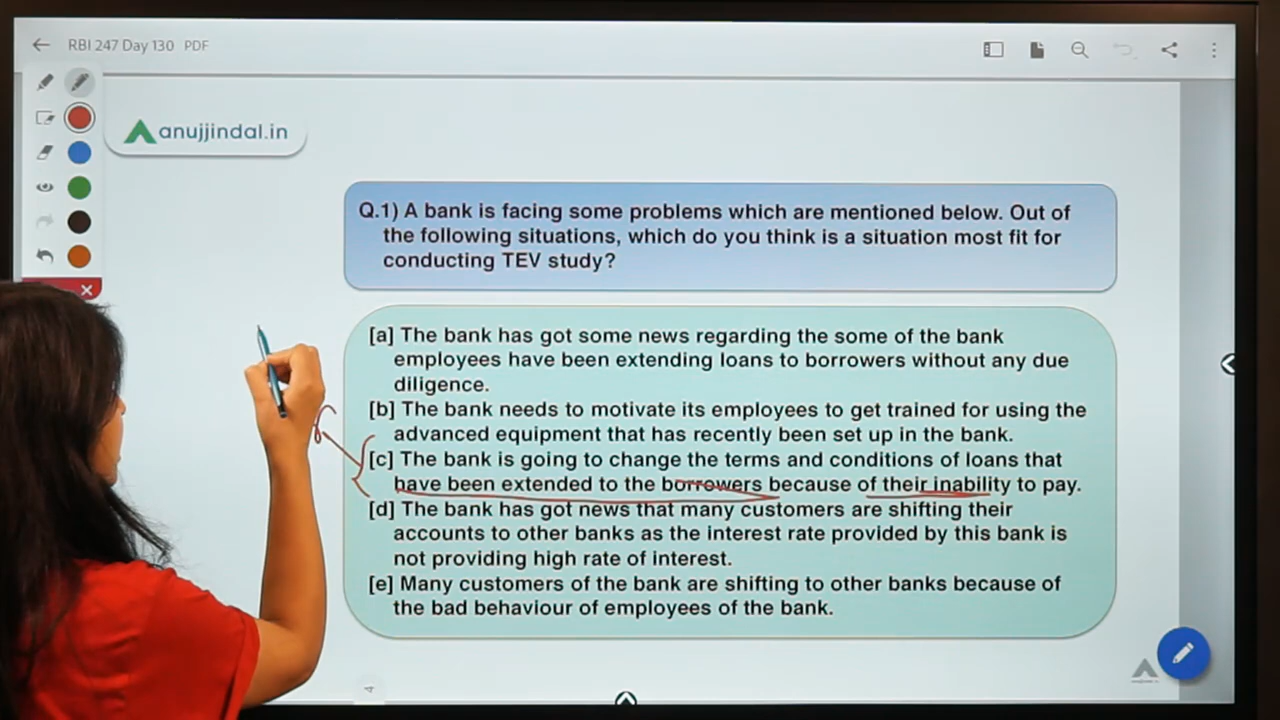 RBI 247 Day 130 PDF
anujjindal.in
Q.1) A bank is facing some problems which are mentioned below. Out of
the following situations, which do you think is a situation most fit for
conducting TEV study?
[a] The bank has got some news regarding the some of the bank
employees have been extending loans to borrowers without any due
diligence.
[b] The bank needs to motivate its employees to get trained for using the
advanced equipment that has recently been set up in the bank.
[c] The bank is going to change the terms and conditions of loans that
have been extended to the borrowers because of their inability to pay.
[d] The bank has got news that many customers are shifting their
accounts to other banks as the interest rate provided by this bank is
not providing high rate of interest.
[e] Many customers of the bank are shifting to other banks because of
the bad behaviour of employees of the bank.
4